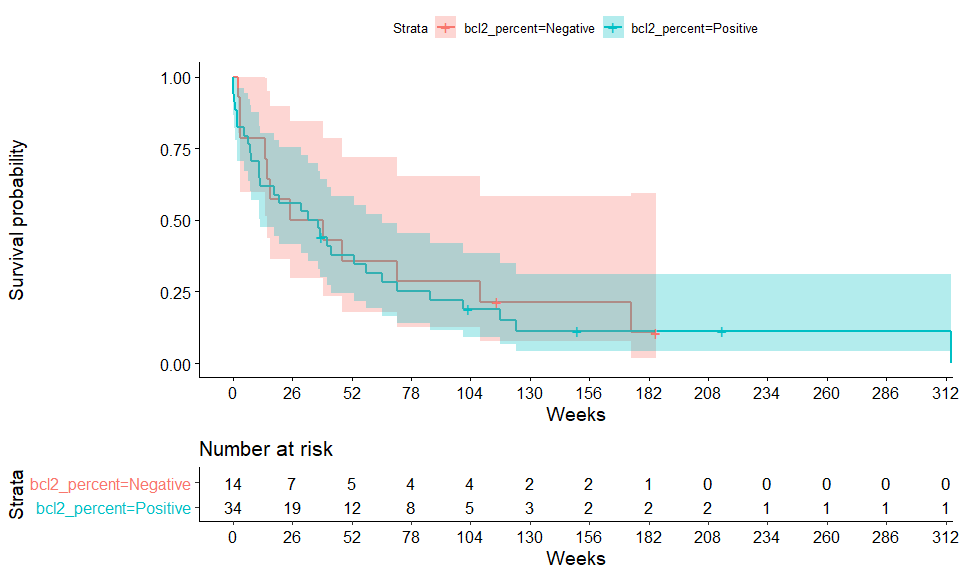 Strata bcl2_percent=Negative bcl2_percent=Positive
Survival probability
1.00
0.75
0.50
0.25
0.00
0 26 52 78 104 130 156 182 208 234 260 286 312
Weeks
Number at risk
Strata
bcl2_percent=Negative 14 7 5 4 4 2 2 1 0 0 0 0 0
bcl2_percent=Positive 34 19 12 8 5 3 2 2 2 1 1 1 1
0 26 52 78 104 130 156 182 208 234 260 286 312
Weeks